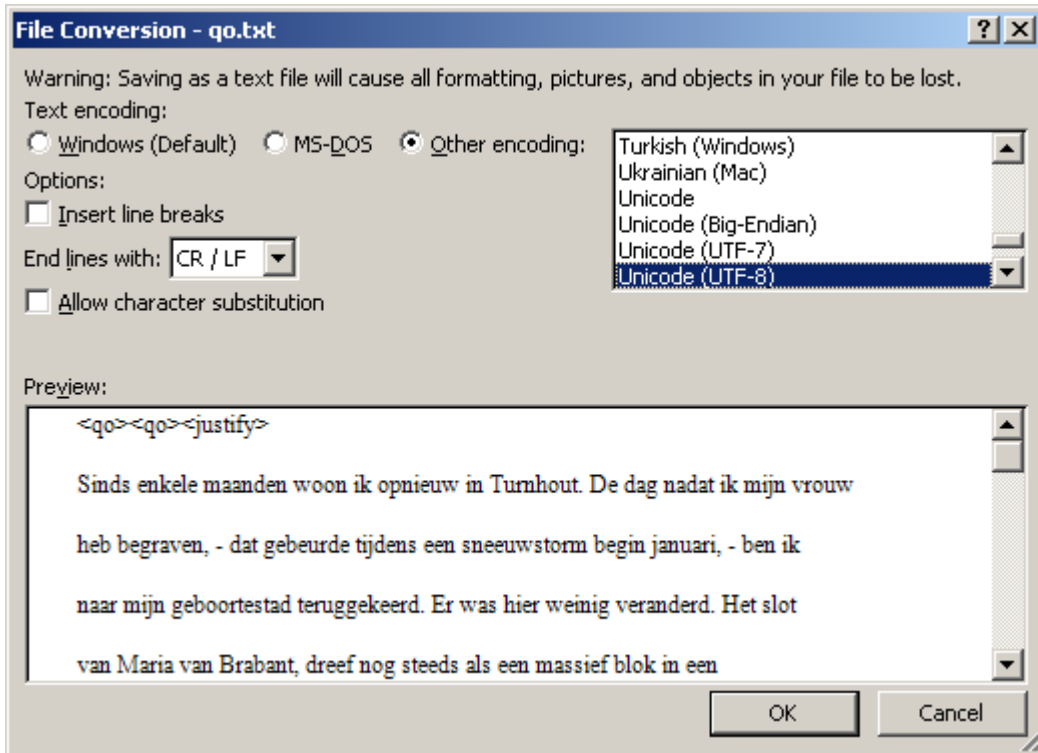 File Conversion - qo.txt
Warning: Saving as a text file will cause all formatting, pictures, and objects in your file to be lost.
Text encoding:
Windows (Default) MS-DOS Other encoding:
Turkish (Windows)
Ukrainian (Mac)
Unicode
Unicode (Big-Endian)
Unicode (UTF-7)
Unicode (UTF-8)
Options:
Insert line breaks
End lines with: CR / LF
Allow character substitution
Preview:
<qo><qo><justify>
Sinds enkele maanden woon ik opnieuw in Turnhout. De dag nadat ik mijn vrouw
heb begraven, - dat gebeurde tijdens een sneeuwstorm begin januari, - ben ik
naar mijn geboortestad teruggekeerd. Er was hier weinig veranderd. Het slot
van Maria van Brabant, dreef nog steeds als een massief blok in een
OK Cancel